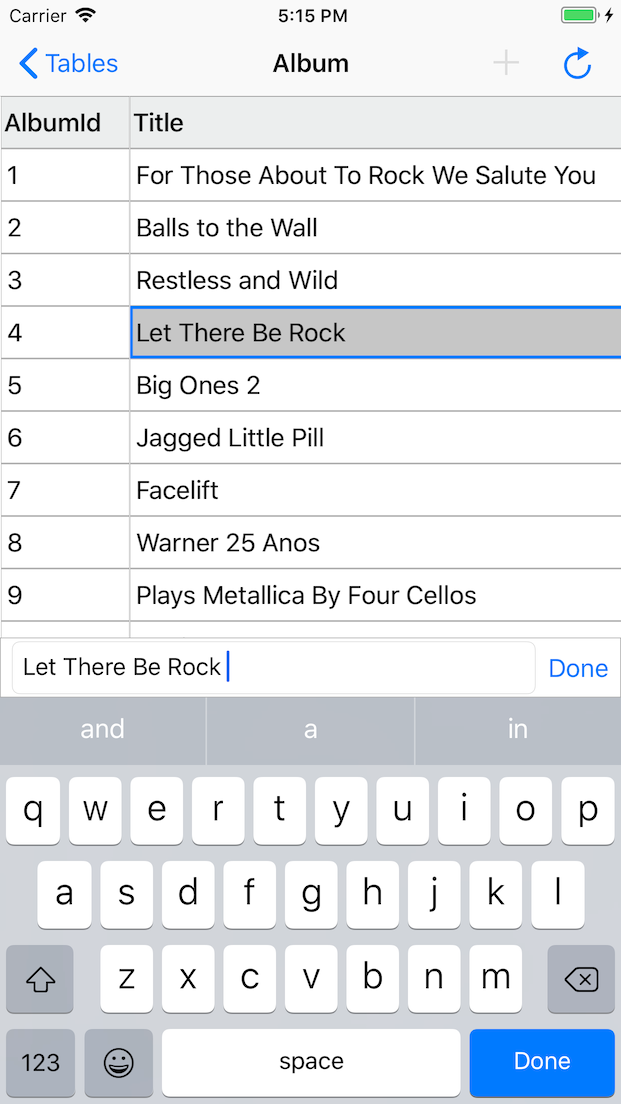 Carrier 5:15 PM
Tables Album
AlbumId Title
1 For Those About To Rock We Salute You
2 Balls to the Wall
3 Restless and Wild
4 Let There Be Rock
5 Big Ones 2
6 Jagged Little Pill
7 Facelift
8 Warner 25 Anos
9 Plays Metallica By Four Cellos
Let There Be Rock Done
and a in
q w e r t y u i o p
a s d f g h j k l
z x c v b n m
123 space Done